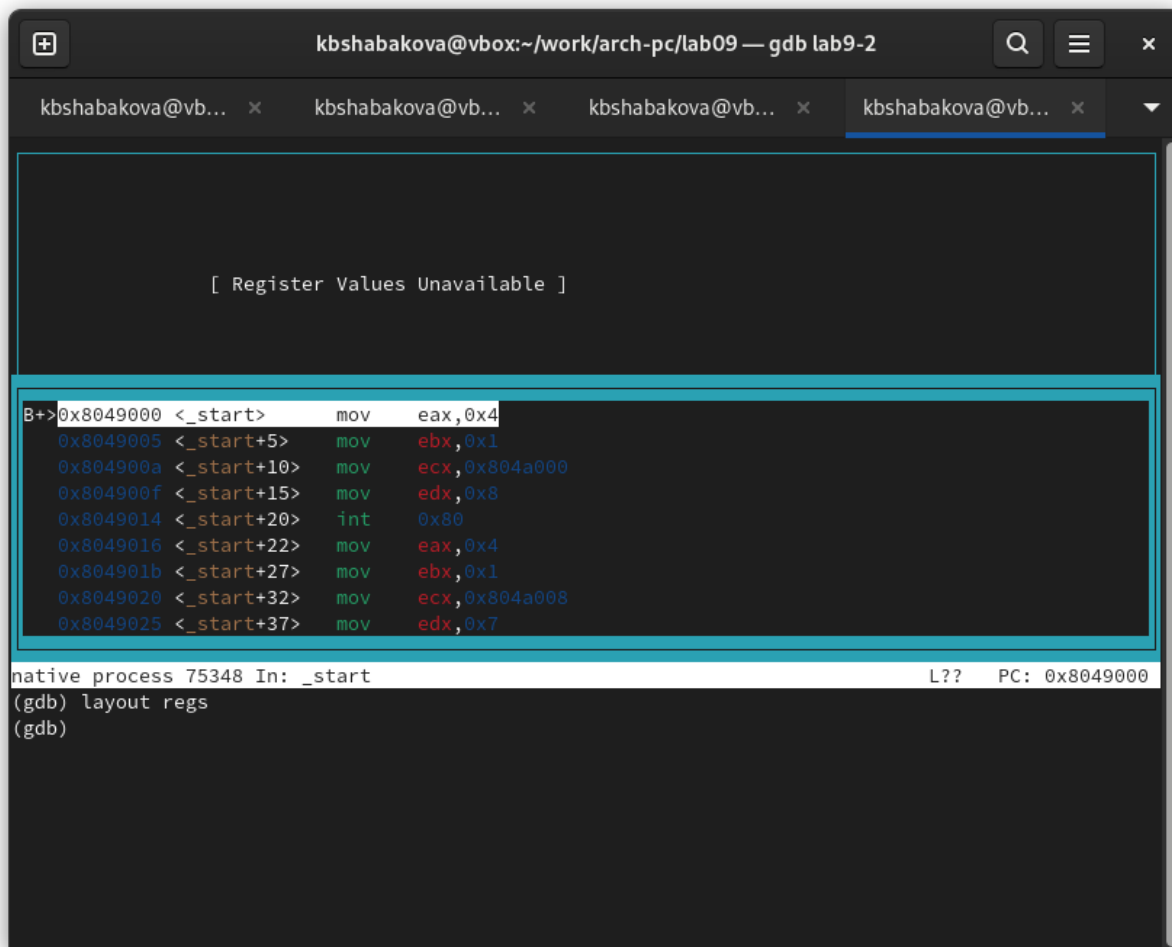 kbshabakova@vbox:~/work/arch-pc/lab09 — gdb lab9-2
kbshabakova@vb... kbshabakova@vb... kbshabakova@vb... kbshabakova@vb...
[ Register Values Unavailable ]
B+>0x8049000 <_start>      mov    eax,0x4
0x8049005 <_start+5>    mov    ebx,0x1
0x804900a <_start+10>   mov    ecx,0x804a000
0x804900f <_start+15>   mov    edx,0x8
0x8049014 <_start+20>   int    0x80
0x8049016 <_start+22>   mov    eax,0x4
0x804901b <_start+27>   mov    ebx,0x1
0x8049020 <_start+32>   mov    ecx,0x804a008
0x8049025 <_start+37>   mov    edx,0x7
native process 75348 In: _start L?? PC: 0x8049000
(gdb) layout regs
(gdb)